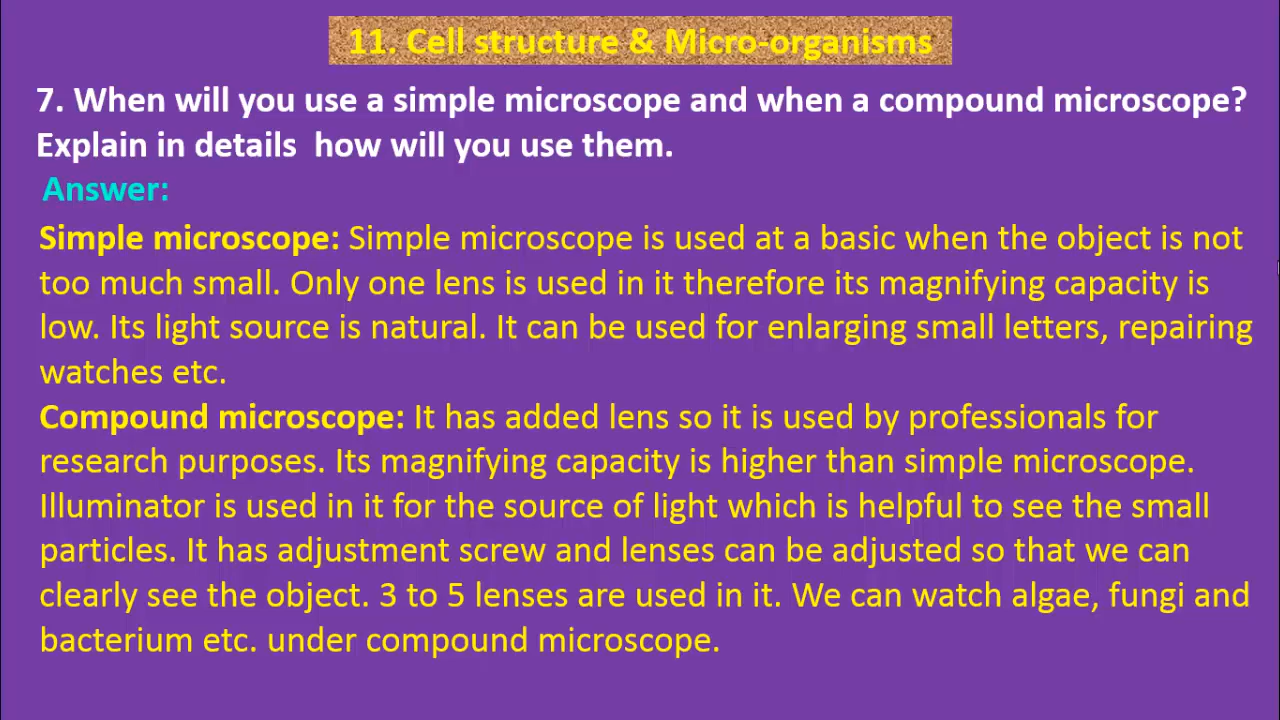 11. Cell structure & Micro-organisms
7. When will you use a simple microscope and when a compound microscope?
Explain in details how will you use them.
Answer:
Simple microscope: Simple microscope is used at a basic when the object is not
too much small. Only one lens is used in it therefore its magnifying capacity is
low. Its light source is natural. It can be used for enlarging small letters, repairing
watches etc.
Compound microscope: It has added lens so it is used by professionals for
research purposes. Its magnifying capacity is higher than simple microscope.
Illuminator is used in it for the source of light which is helpful to see the small
particles. It has adjustment screw and lenses can be adjusted so that we can
clearly see the object. 3 to 5 lenses are used in it. We can watch algae, fungi and
bacterium etc. under compound microscope.